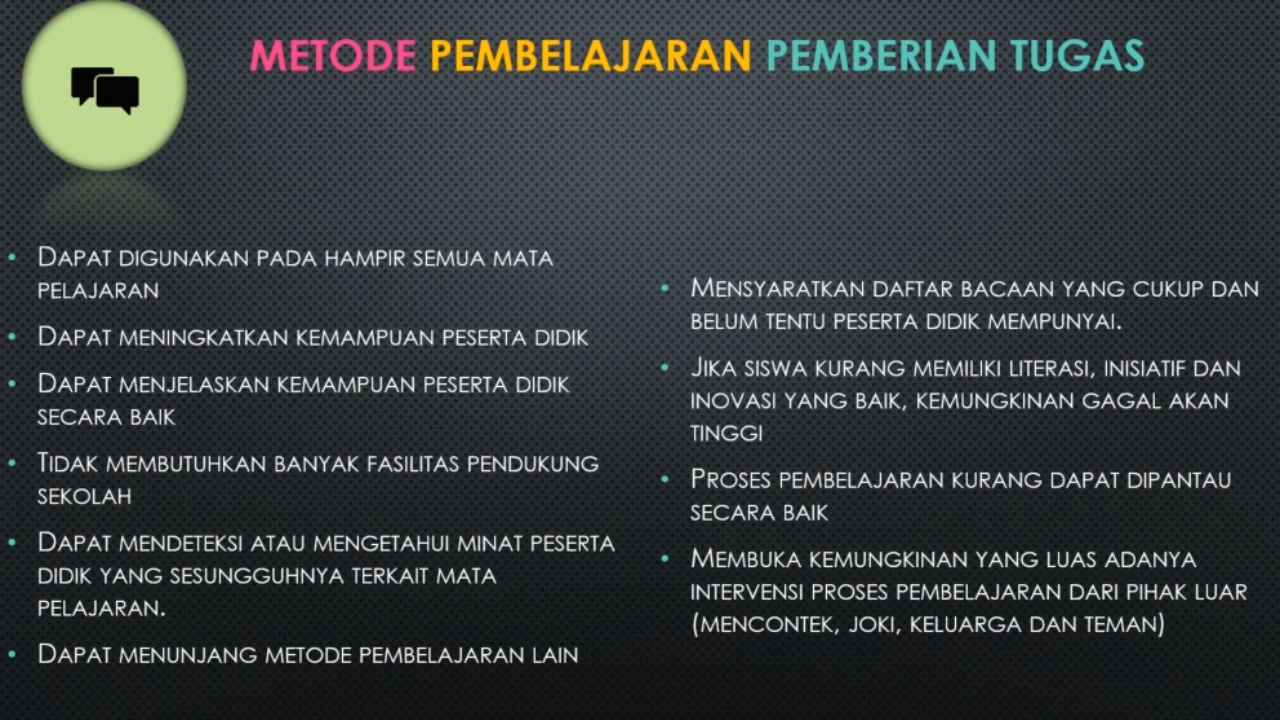 METODE PEMBELAJARAN PEMBERIAN TUGAS
• DAPAT DIGUNAKAN PADA HAMPIR SEMUA MATA
PELAJARAN
• DAPAT MENINGKATKAN KEMAMPUAN PESERTA DIDIK
• DAPAT MENJELASKAN KEMAMPUAN PESERTA DIDIK
SECARA BAIK
• TIDAK MEMBUTUHKAN BANYAK FASILITAS PENDUKUNG
SEKOLAH
• DAPAT MENDETEKSI ATAU MENGETAHUI MINAT PESERTA
DIDIK YANG SESUNGGUHNYA TERKAIT MATA
PELAJARAN.
• DAPAT MENUNJANG METODE PEMBELAJARAN LAIN
• MENSYARATKAN DAFTAR BACAAN YANG CUKUP DAN
BELUM TENTU PESERTA DIDIK MEMPUNYAI.
• JIKA SISWA KURANG MEMILIKI LITERASI, INISIATIF DAN
INOVASI YANG BAIK, KEMUNGKINAN GAGAL AKAN
TINGGI
• PROSES PEMBELAJARAN KURANG DAPAT DIPANTAU
SECARA BAIK
• MEMBUKA KEMUNGKINAN YANG LUAS ADANYA
INTERVENSI PROSES PEMBELAJARAN DARI PIHAK LUAR
(MENCONTEK, JOKI, KELUARGA DAN TEMAN)